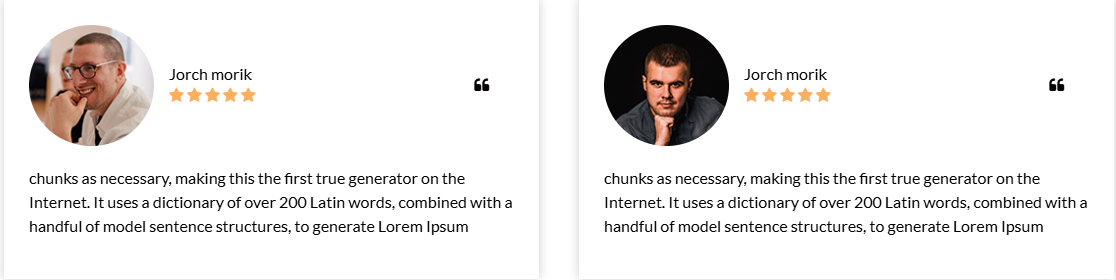 Jorch morik
chunks as necessary, making this the first true generator on the
Internet. It uses a dictionary of over 200 Latin words, combined with a
handful of model sentence structures, to generate Lorem Ipsum
Jorch morik
chunks as necessary, making this the first true generator on the
Internet. It uses a dictionary of over 200 Latin words, combined with a
handful of model sentence structures, to generate Lorem Ipsum